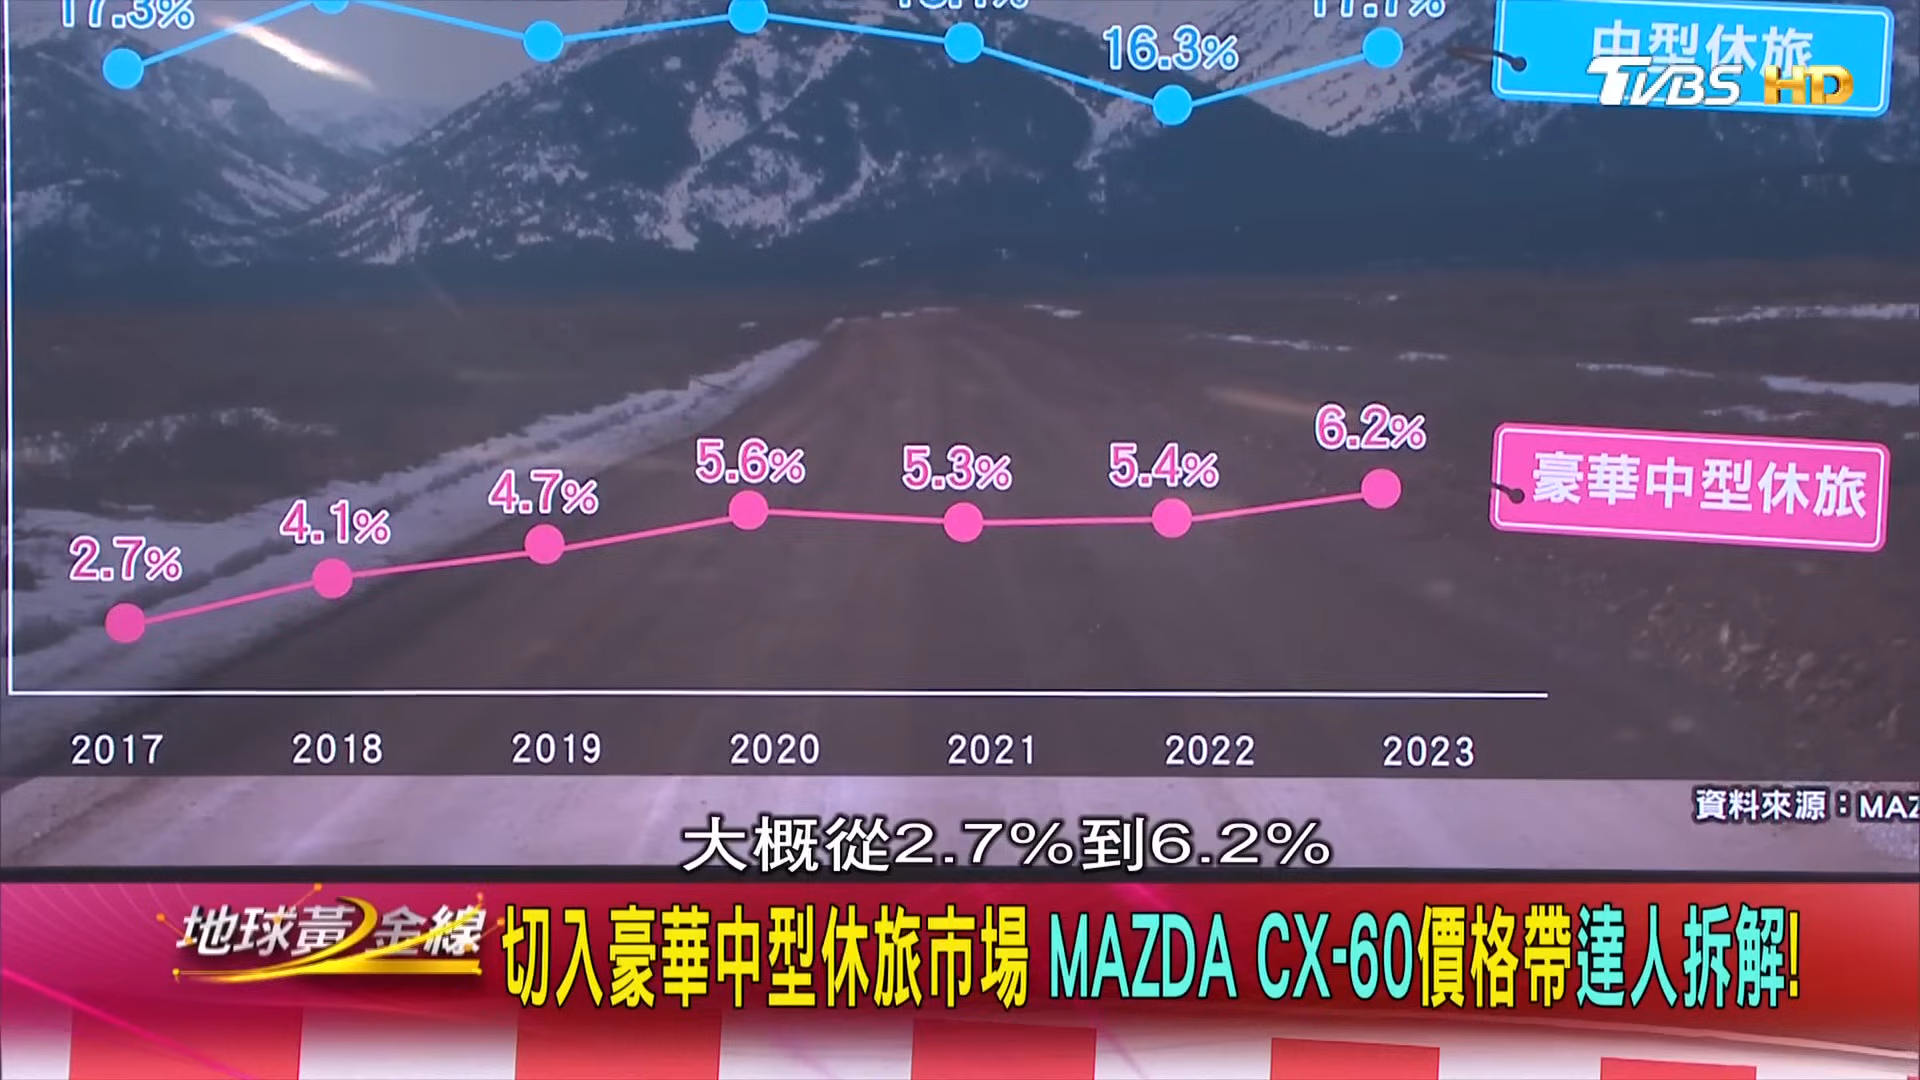 17.3%
16.3%
17.7%
中型休旅
TVBS HD
2.7%
4.1%
4.7%
5.6%
5.3%
5.4%
6.2%
豪華中型休旅
2017
2018
2019
2020
2021
2022
2023
資料來源：MAZ
大概從2.7%到6.2%
地球黃金線
切入豪華中型休旅市場 MAZDA CX-60價格帶達人拆解!